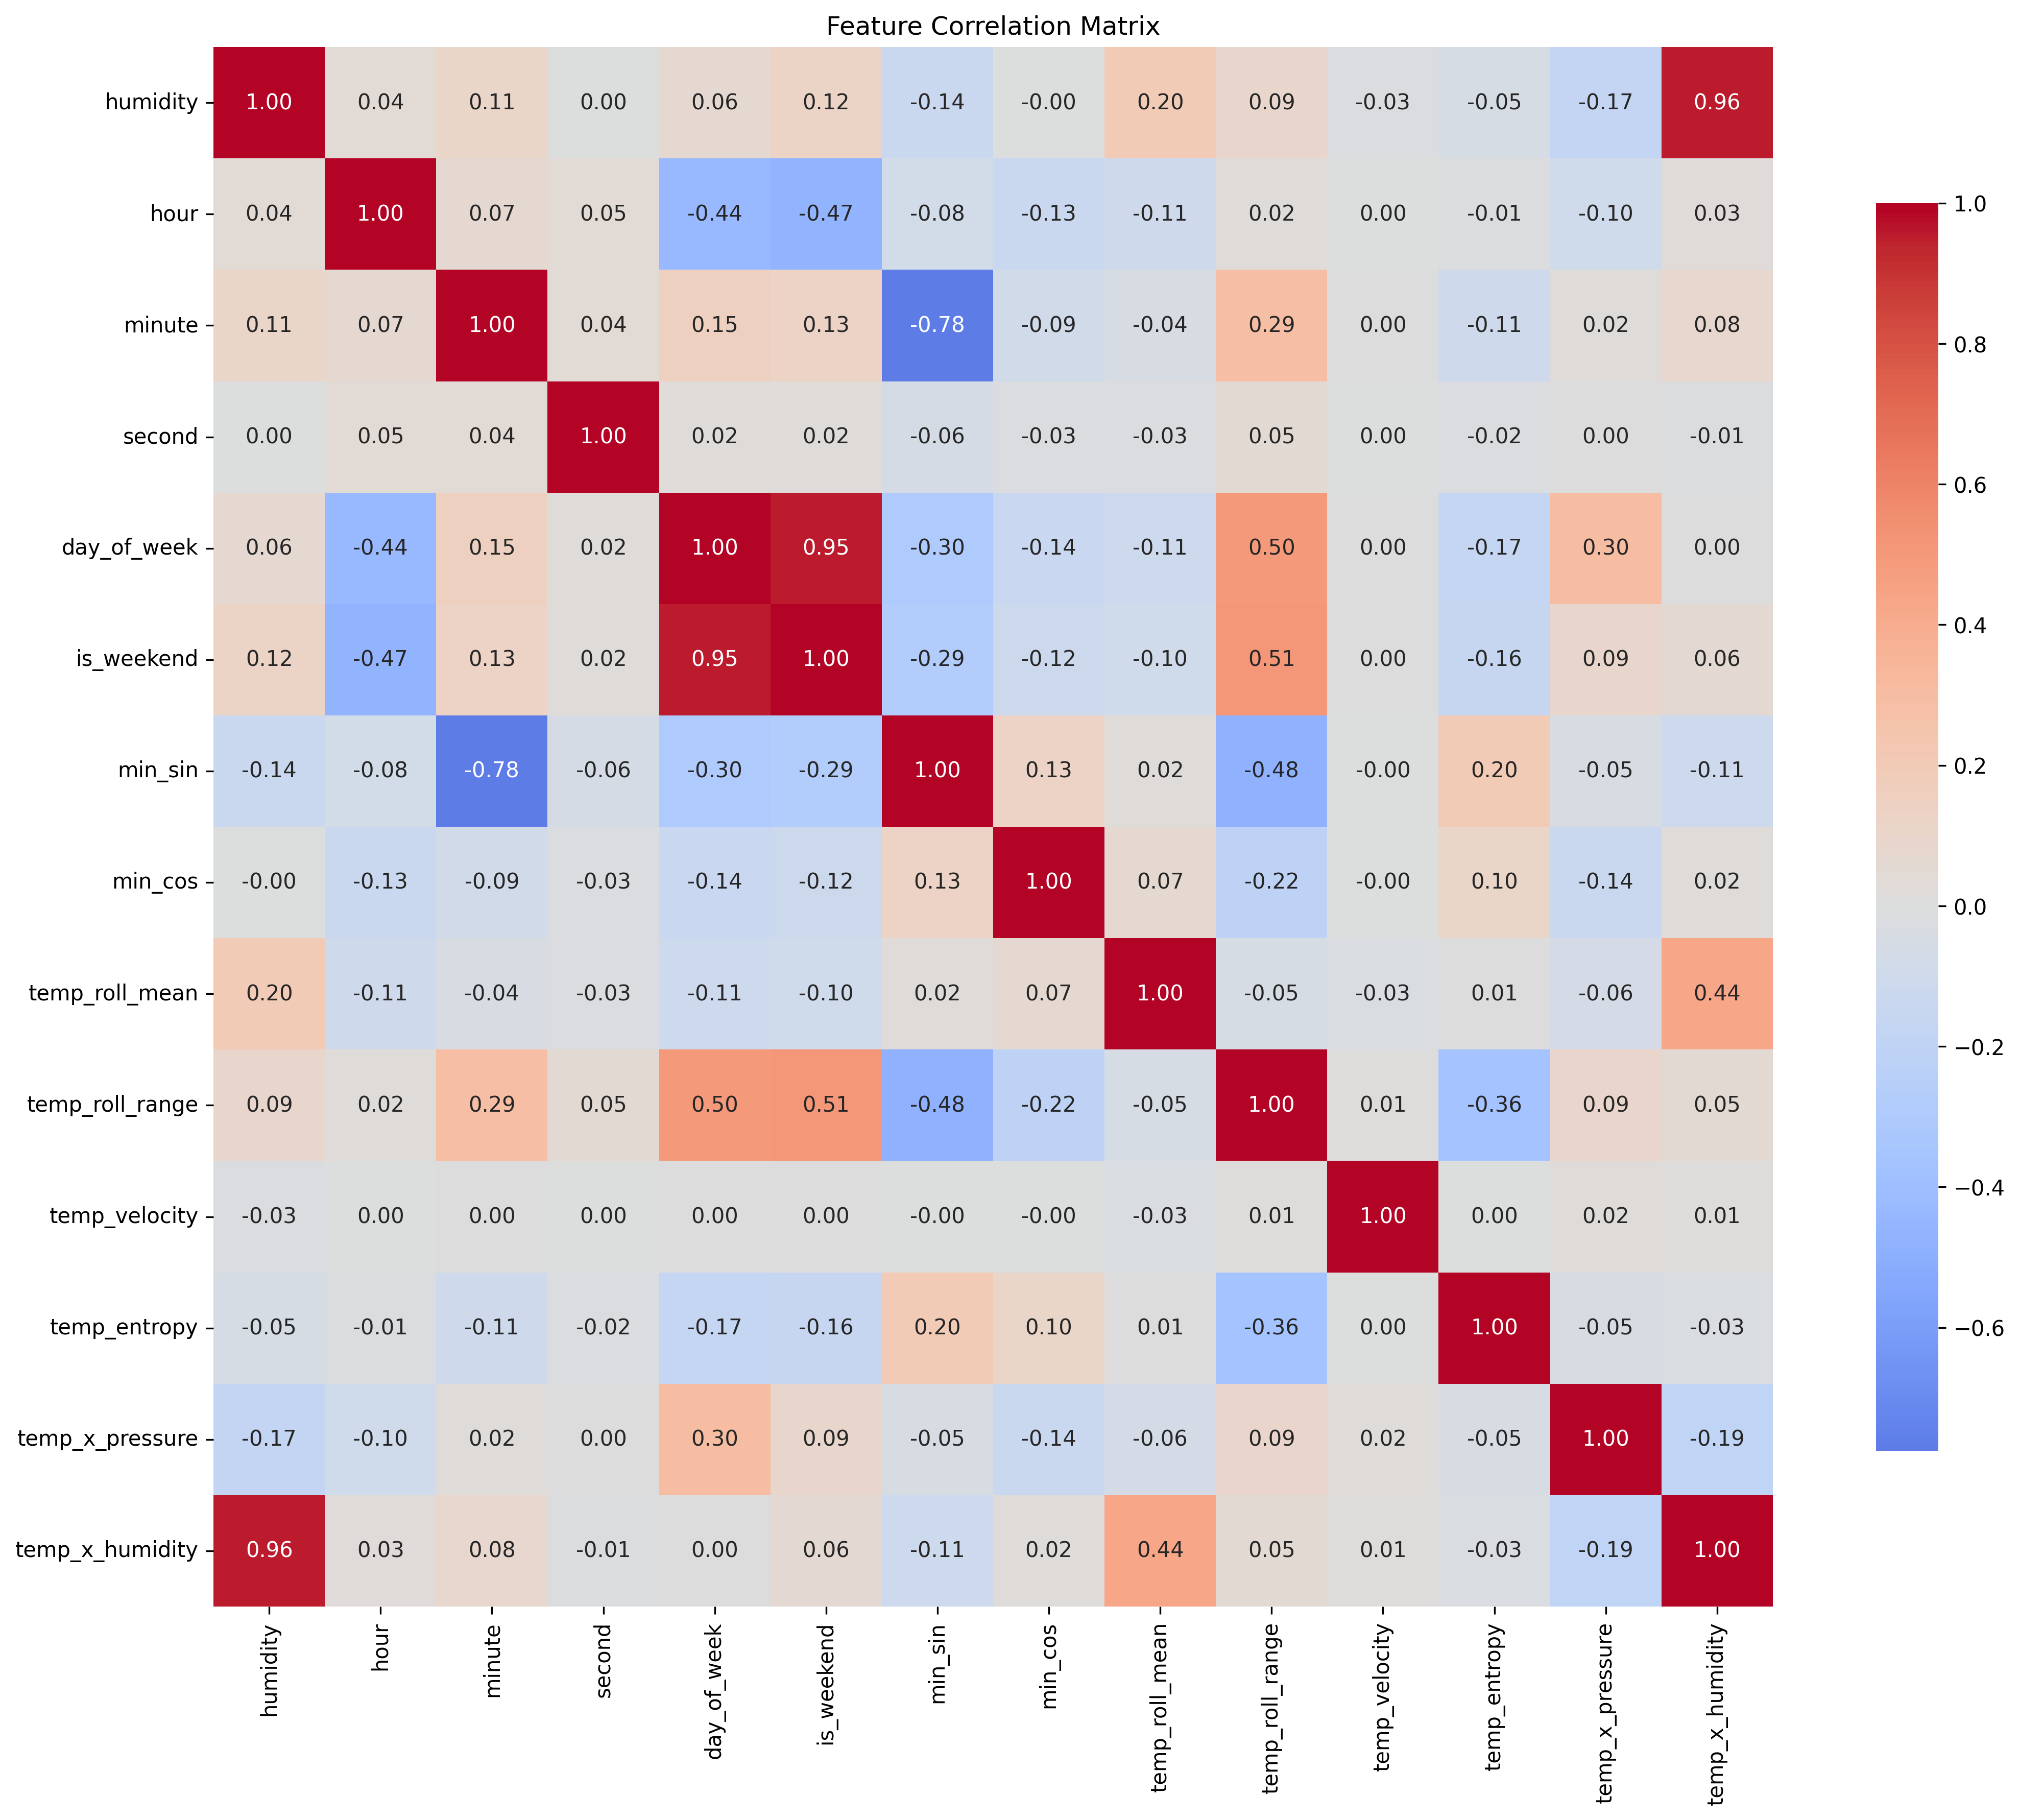 Feature Correlation Matrix
humidity 1.00 0.04 0.11 0.00 0.06 0.12 -0.14 -0.00 0.20 0.09 -0.03 -0.05 -0.17 0.96
hour 0.04 1.00 0.07 0.05 -0.44 -0.47 -0.08 -0.13 -0.11 0.02 0.00 -0.01 -0.10 0.03
minute 0.11 0.07 1.00 0.04 0.15 0.13 -0.78 -0.09 -0.04 0.29 0.00 -0.11 0.02 0.08
second 0.00 0.05 0.04 1.00 0.02 0.02 -0.06 -0.03 -0.03 0.05 0.00 -0.02 0.00 -0.01
day_of_week 0.06 -0.44 0.15 0.02 1.00 0.95 -0.30 -0.14 -0.11 0.50 0.00 -0.17 0.30 0.00
is_weekend 0.12 -0.47 0.13 0.02 0.95 1.00 -0.29 -0.12 -0.10 0.51 0.00 -0.16 0.09 0.06
min_sin -0.14 -0.08 -0.78 -0.06 -0.30 -0.29 1.00 0.13 0.02 -0.48 -0.00 0.20 -0.05 -0.11
min_cos -0.00 -0.13 -0.09 -0.03 -0.14 -0.12 0.13 1.00 0.07 -0.22 -0.00 0.10 -0.14 0.02
temp_roll_mean 0.20 -0.11 -0.04 -0.03 -0.11 -0.10 0.02 0.07 1.00 -0.05 -0.03 0.01 -0.06 0.44
temp_roll_range 0.09 0.02 0.29 0.05 0.50 0.51 -0.48 -0.22 -0.05 1.00 0.01 -0.36 0.09 0.05
temp_velocity -0.03 0.00 0.00 0.00 0.00 0.00 -0.00 -0.00 -0.03 0.01 1.00 0.00 0.02 0.01
temp_entropy -0.05 -0.01 -0.11 -0.02 -0.17 -0.16 0.20 0.10 0.01 -0.36 0.00 1.00 -0.05 -0.03
temp_x_pressure -0.17 -0.10 0.02 0.00 0.30 0.09 -0.05 -0.14 -0.06 0.09 0.02 -0.05 1.00 -0.19
temp_x_humidity 0.96 0.03 0.08 -0.01 0.00 0.06 -0.11 0.02 0.44 0.05 0.01 -0.03 -0.19 1.00
humidity
hour
minute
second
day_of_week
is_weekend
min_sin
min_cos
temp_roll_mean
temp_roll_range
temp_velocity
temp_entropy
temp_x_pressure
temp_x_humidity
1.0
0.8
0.6
0.4
0.2
0.0
−0.2
−0.4
−0.6